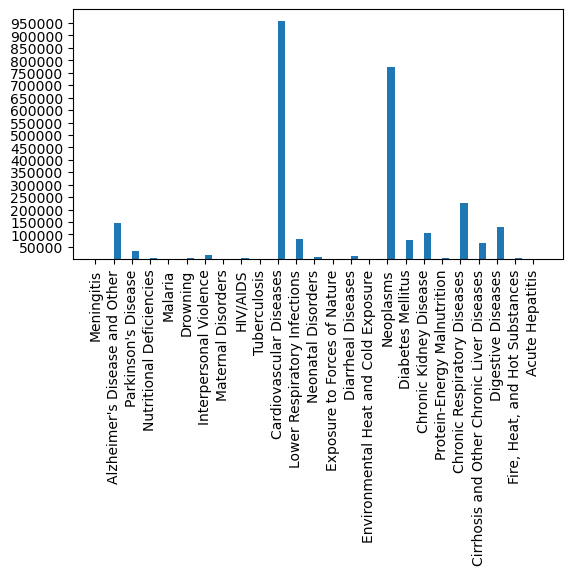 950000
900000
850000
800000
750000
700000
650000
600000
550000
500000
450000
400000
350000
300000
250000
200000
150000
100000
50000
Meningitis
Alzheimer's Disease and Other
Parkinson's Disease
Nutritional Deficiencies
Malaria
Drowning
Interpersonal Violence
Maternal Disorders
HIV/AIDS
Tuberculosis
Cardiovascular Diseases
Lower Respiratory Infections
Neonatal Disorders
Exposure to Forces of Nature
Diarrheal Diseases
Environmental Heat and Cold Exposure
Neoplasms
Diabetes Mellitus
Chronic Kidney Disease
Protein-Energy Malnutrition
Chronic Respiratory Diseases
Cirrhosis and Other Chronic Liver Diseases
Digestive Diseases
Fire, Heat, and Hot Substances
Acute Hepatitis